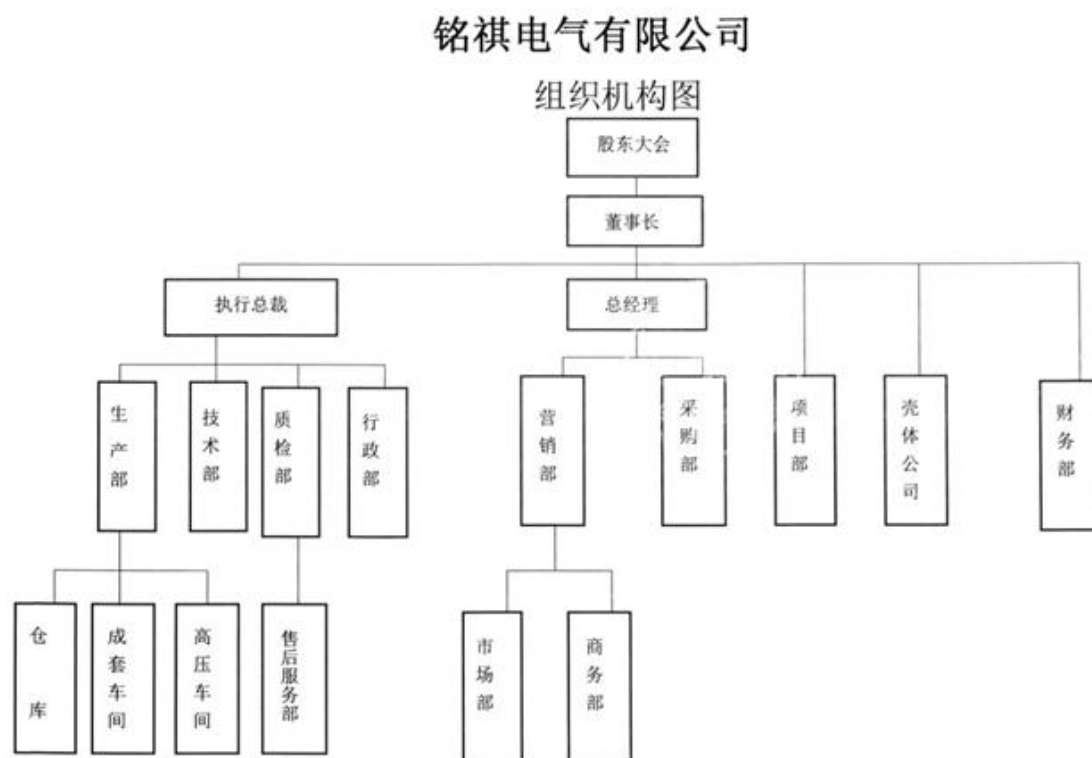 铭祺电气有限公司
组织机构图
股东大会
董事长
执行总裁
总经理
生产部
技术部
质检部
行政部
营销部
采购部
项目部
壳体公司
财务部
仓库
成套车间
高压车间
售后服务部
市场部
商务部